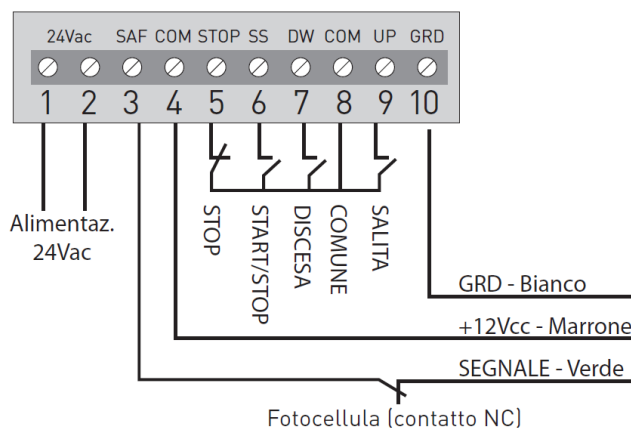 24Vac SAF COM STOP SS DW COM UP GRD
1 2 3 4 5 6 7 8 9 10
Alimentaz.
24Vac
STOP
START/STOP
DISCESA
COMUNE
SALITA
GRD - Bianco
+12Vcc - Marrone
SEGNALE - Verde
Fotocellula (contatto NC)